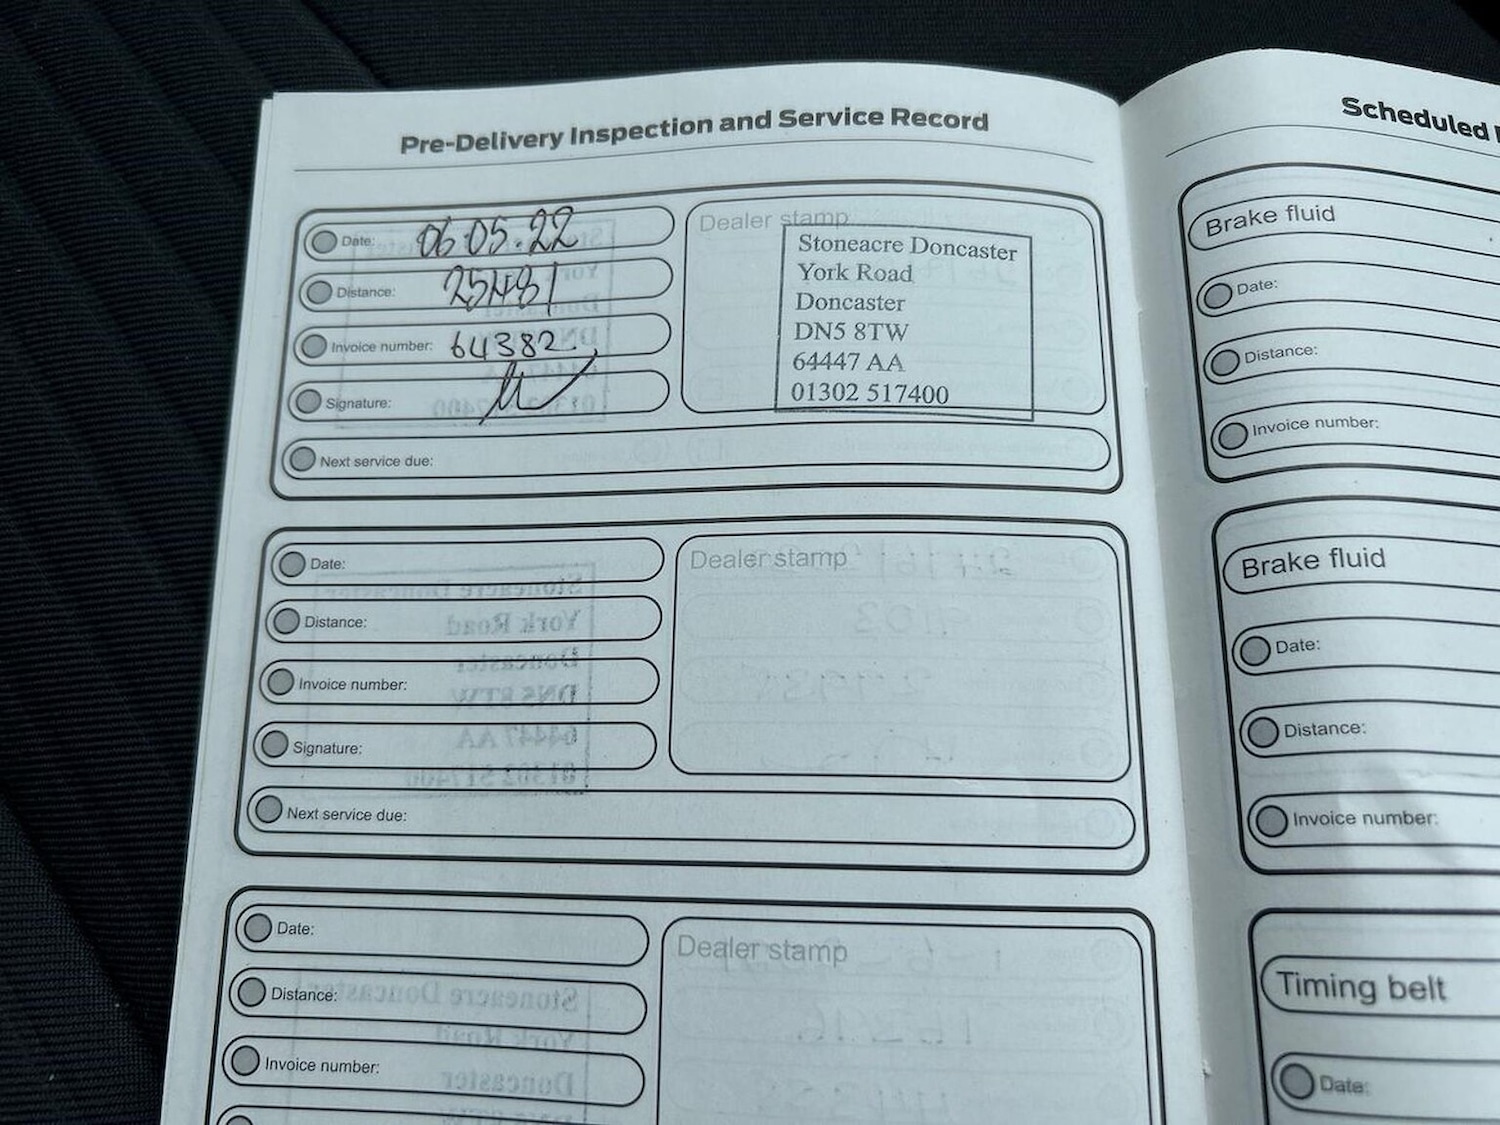 Pre-Delivery Inspection and Service Record
Date: 06.05.22
Distance: 25481
Invoice number: 64382
Signature:
Next service due:
Dealer stamp
Stoneacre Doncaster
York Road
Doncaster
DN5 8TW
64447 AA
01302 517400
Date:
Distance:
Invoice number:
Signature:
Next service due:
Dealer stamp
Date:
Distance:
Invoice number:
Dealer stamp
Scheduled
Brake fluid
Date:
Distance:
Invoice number:
Brake fluid
Date:
Distance:
Invoice number:
Timing belt
Date: